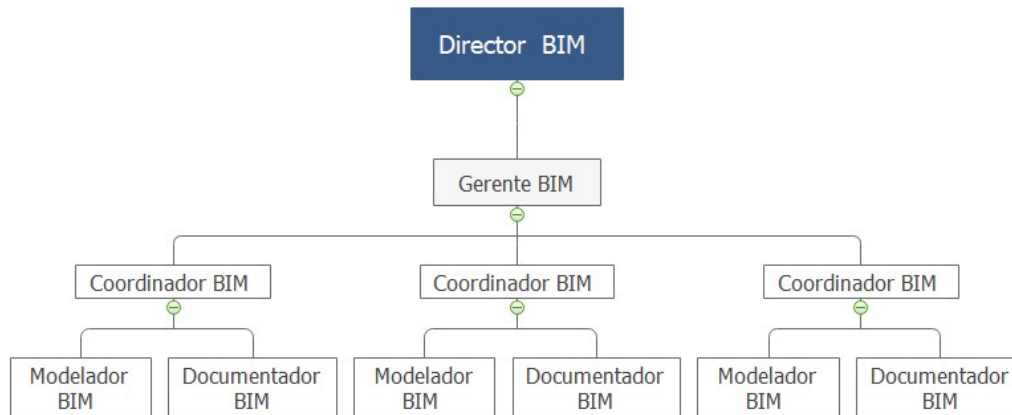 Director BIM
Gerente BIM
Coordinador BIM
Coordinador BIM
Coordinador BIM
Modelador
BIM
Documentador
BIM
Modelador
BIM
Documentador
BIM
Modelador
BIM
Documentador
BIM